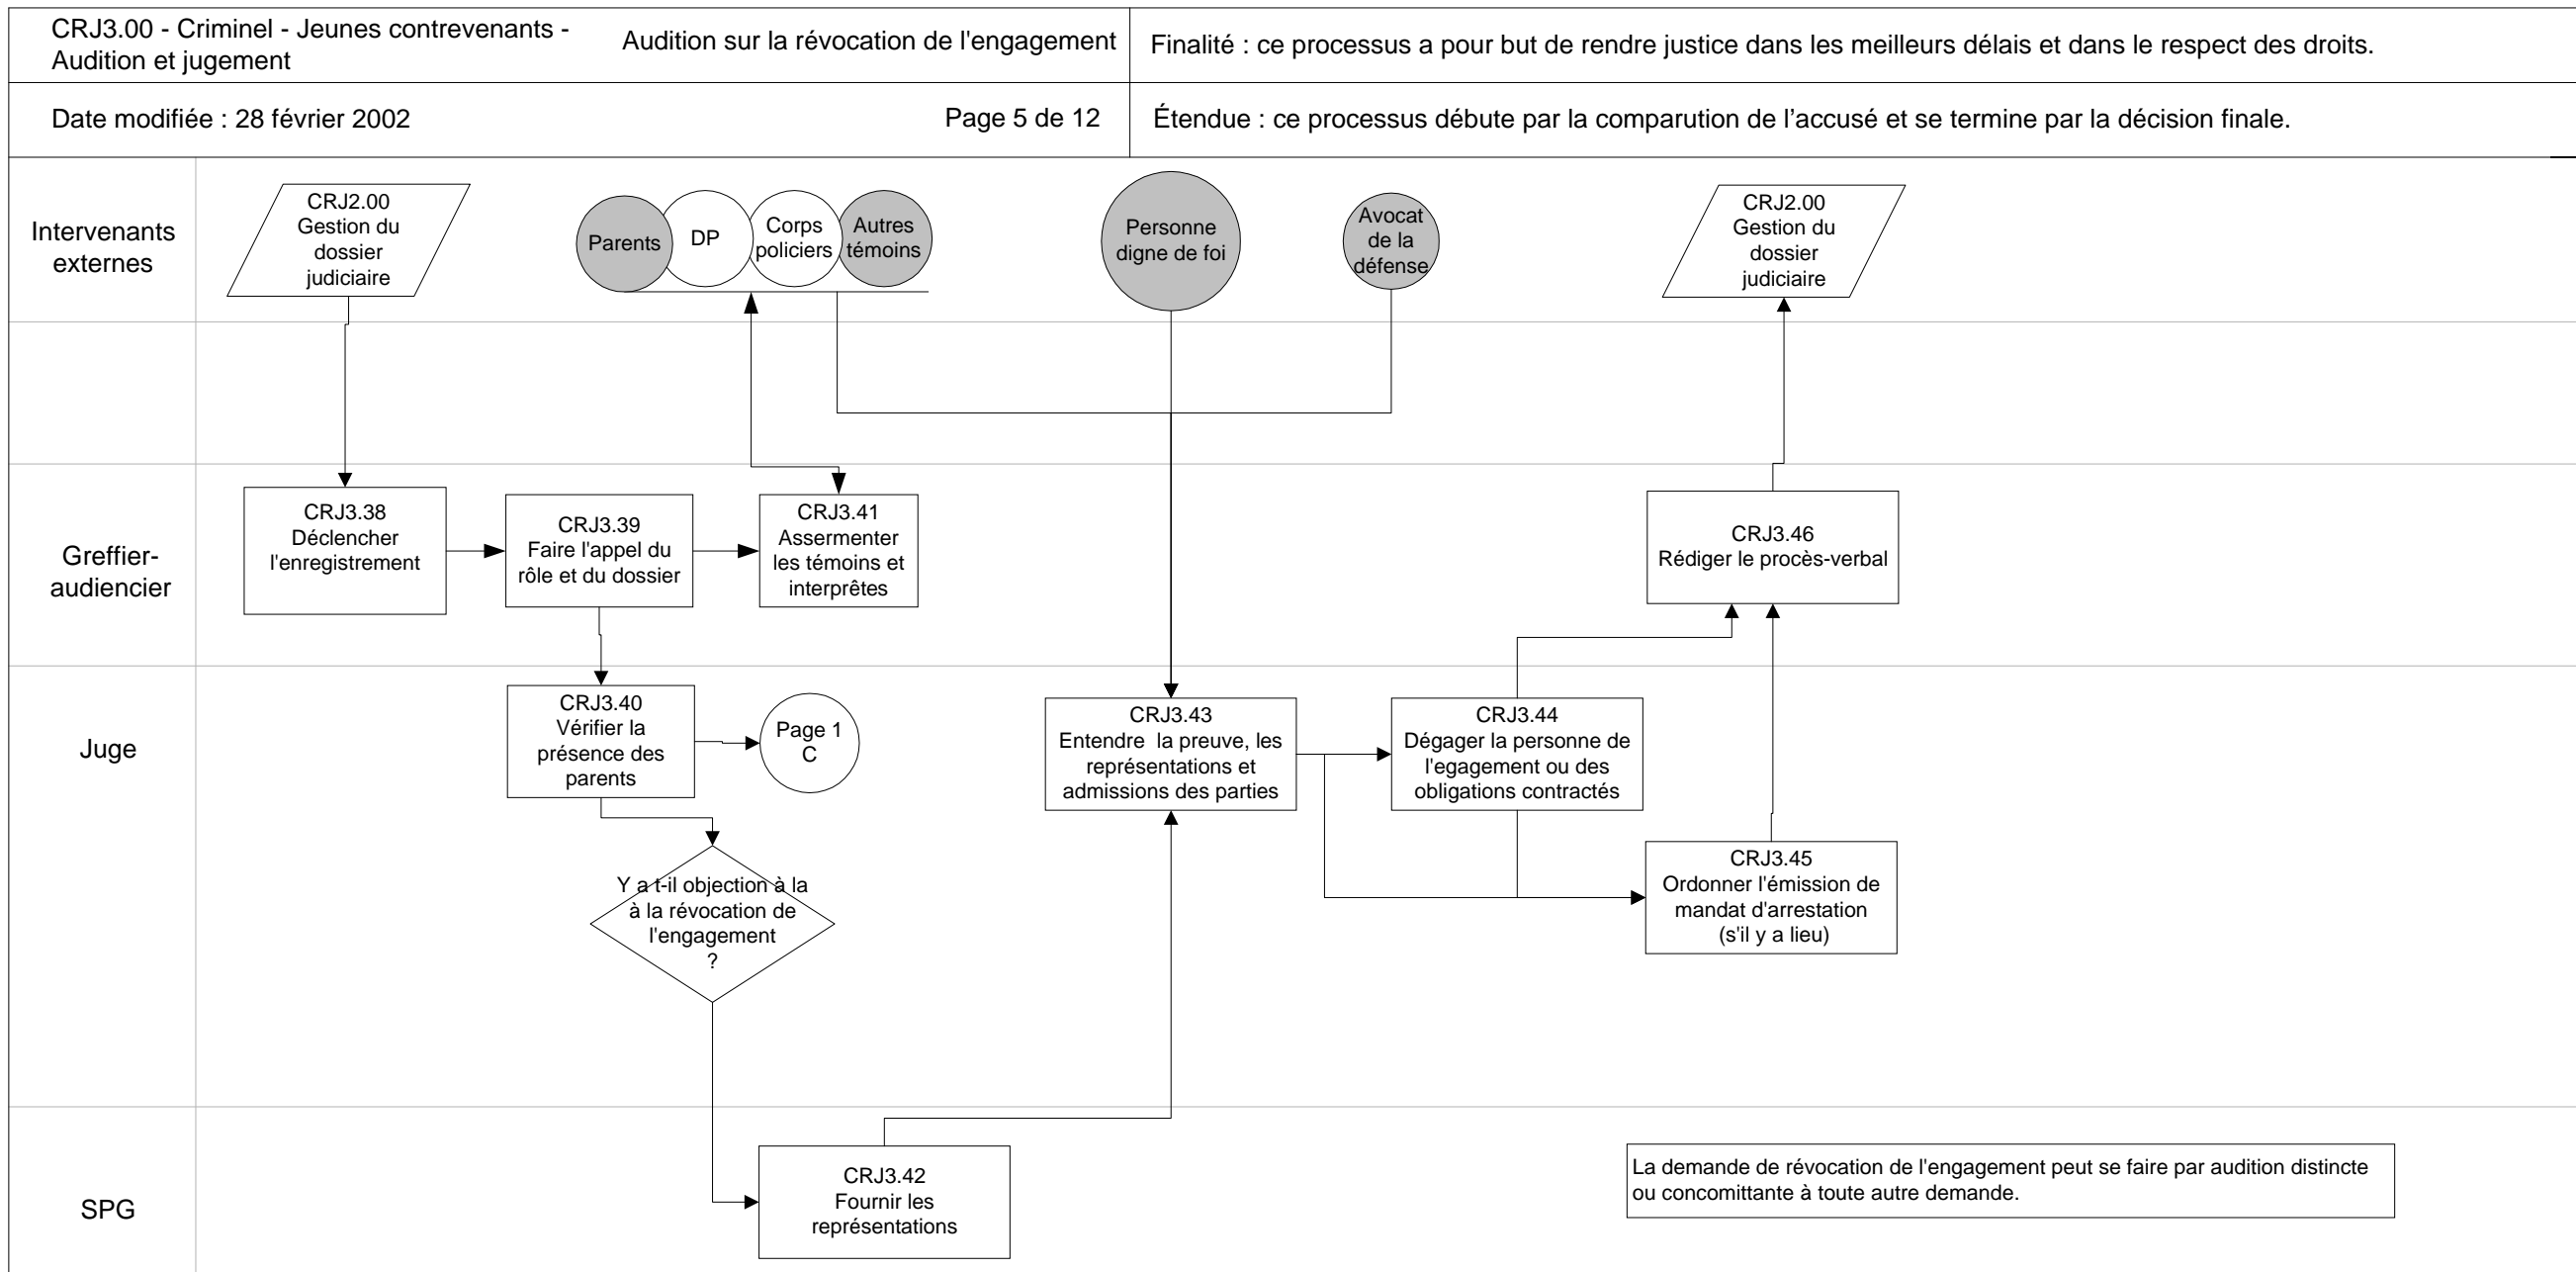 CRJ3.00 - Criminel - Jeunes contrevenants -
Audition et jugement
Audition sur la révocation de l'engagement
Finalité : ce processus a pour but de rendre justice dans les meilleurs délais et dans le respect des droits.
Date modifiée : 28 février 2002
Page 5 de 12
Étendue : ce processus débute par la comparution de l’accusé et se termine par la décision finale.
Intervenants
externes
CRJ2.00
Gestion du
dossier
judiciaire
Parents
DP
Corps
policiers
Autres
témoins
Personne
digne de foi
Avocat
de la
défense
CRJ2.00
Gestion du
dossier
judiciaire
Greffier-
audiencier
CRJ3.38
Déclencher
l'enregistrement
CRJ3.39
Faire l'appel du
rôle et du dossier
CRJ3.41
Assermenter
les témoins et
interprêtes
CRJ3.46
Rédiger le procès-verbal
Juge
CRJ3.40
Vérifier la
présence des
parents
Page 1
C
CRJ3.43
Entendre  la preuve, les
représentations et
admissions des parties
CRJ3.44
Dégager la personne de
l'egagement ou des
obligations contractés
Y a t-il objection à la
à la révocation de
l'engagement
?
CRJ3.45
Ordonner l'émission de
mandat d'arrestation
(s'il y a lieu)
SPG
CRJ3.42
Fournir les
représentations
La demande de révocation de l'engagement peut se faire par audition distincte
ou concomittante à toute autre demande.